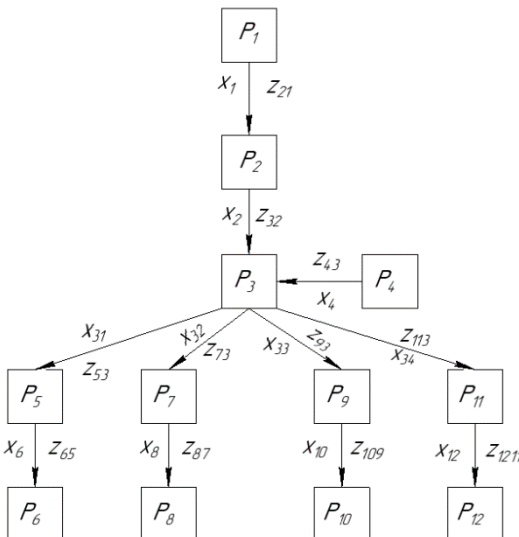 P₁
x₁ z₂₁
P₂
x₂ z₃₂
P₃ z₄₃ P₄
x₄
x₃₁ x₃₂ z₉₃ z₁₁₃
z₅₃ z₇₃ x₃₃ x₃₄
P₅ P₇ P₉ P₁₁
x₆ z₆₅ x₈ z₈₇ x₁₀ z₁₀₉ x₁₂ z₁₂₁₁
P₆ P₈ P₁₀ P₁₂